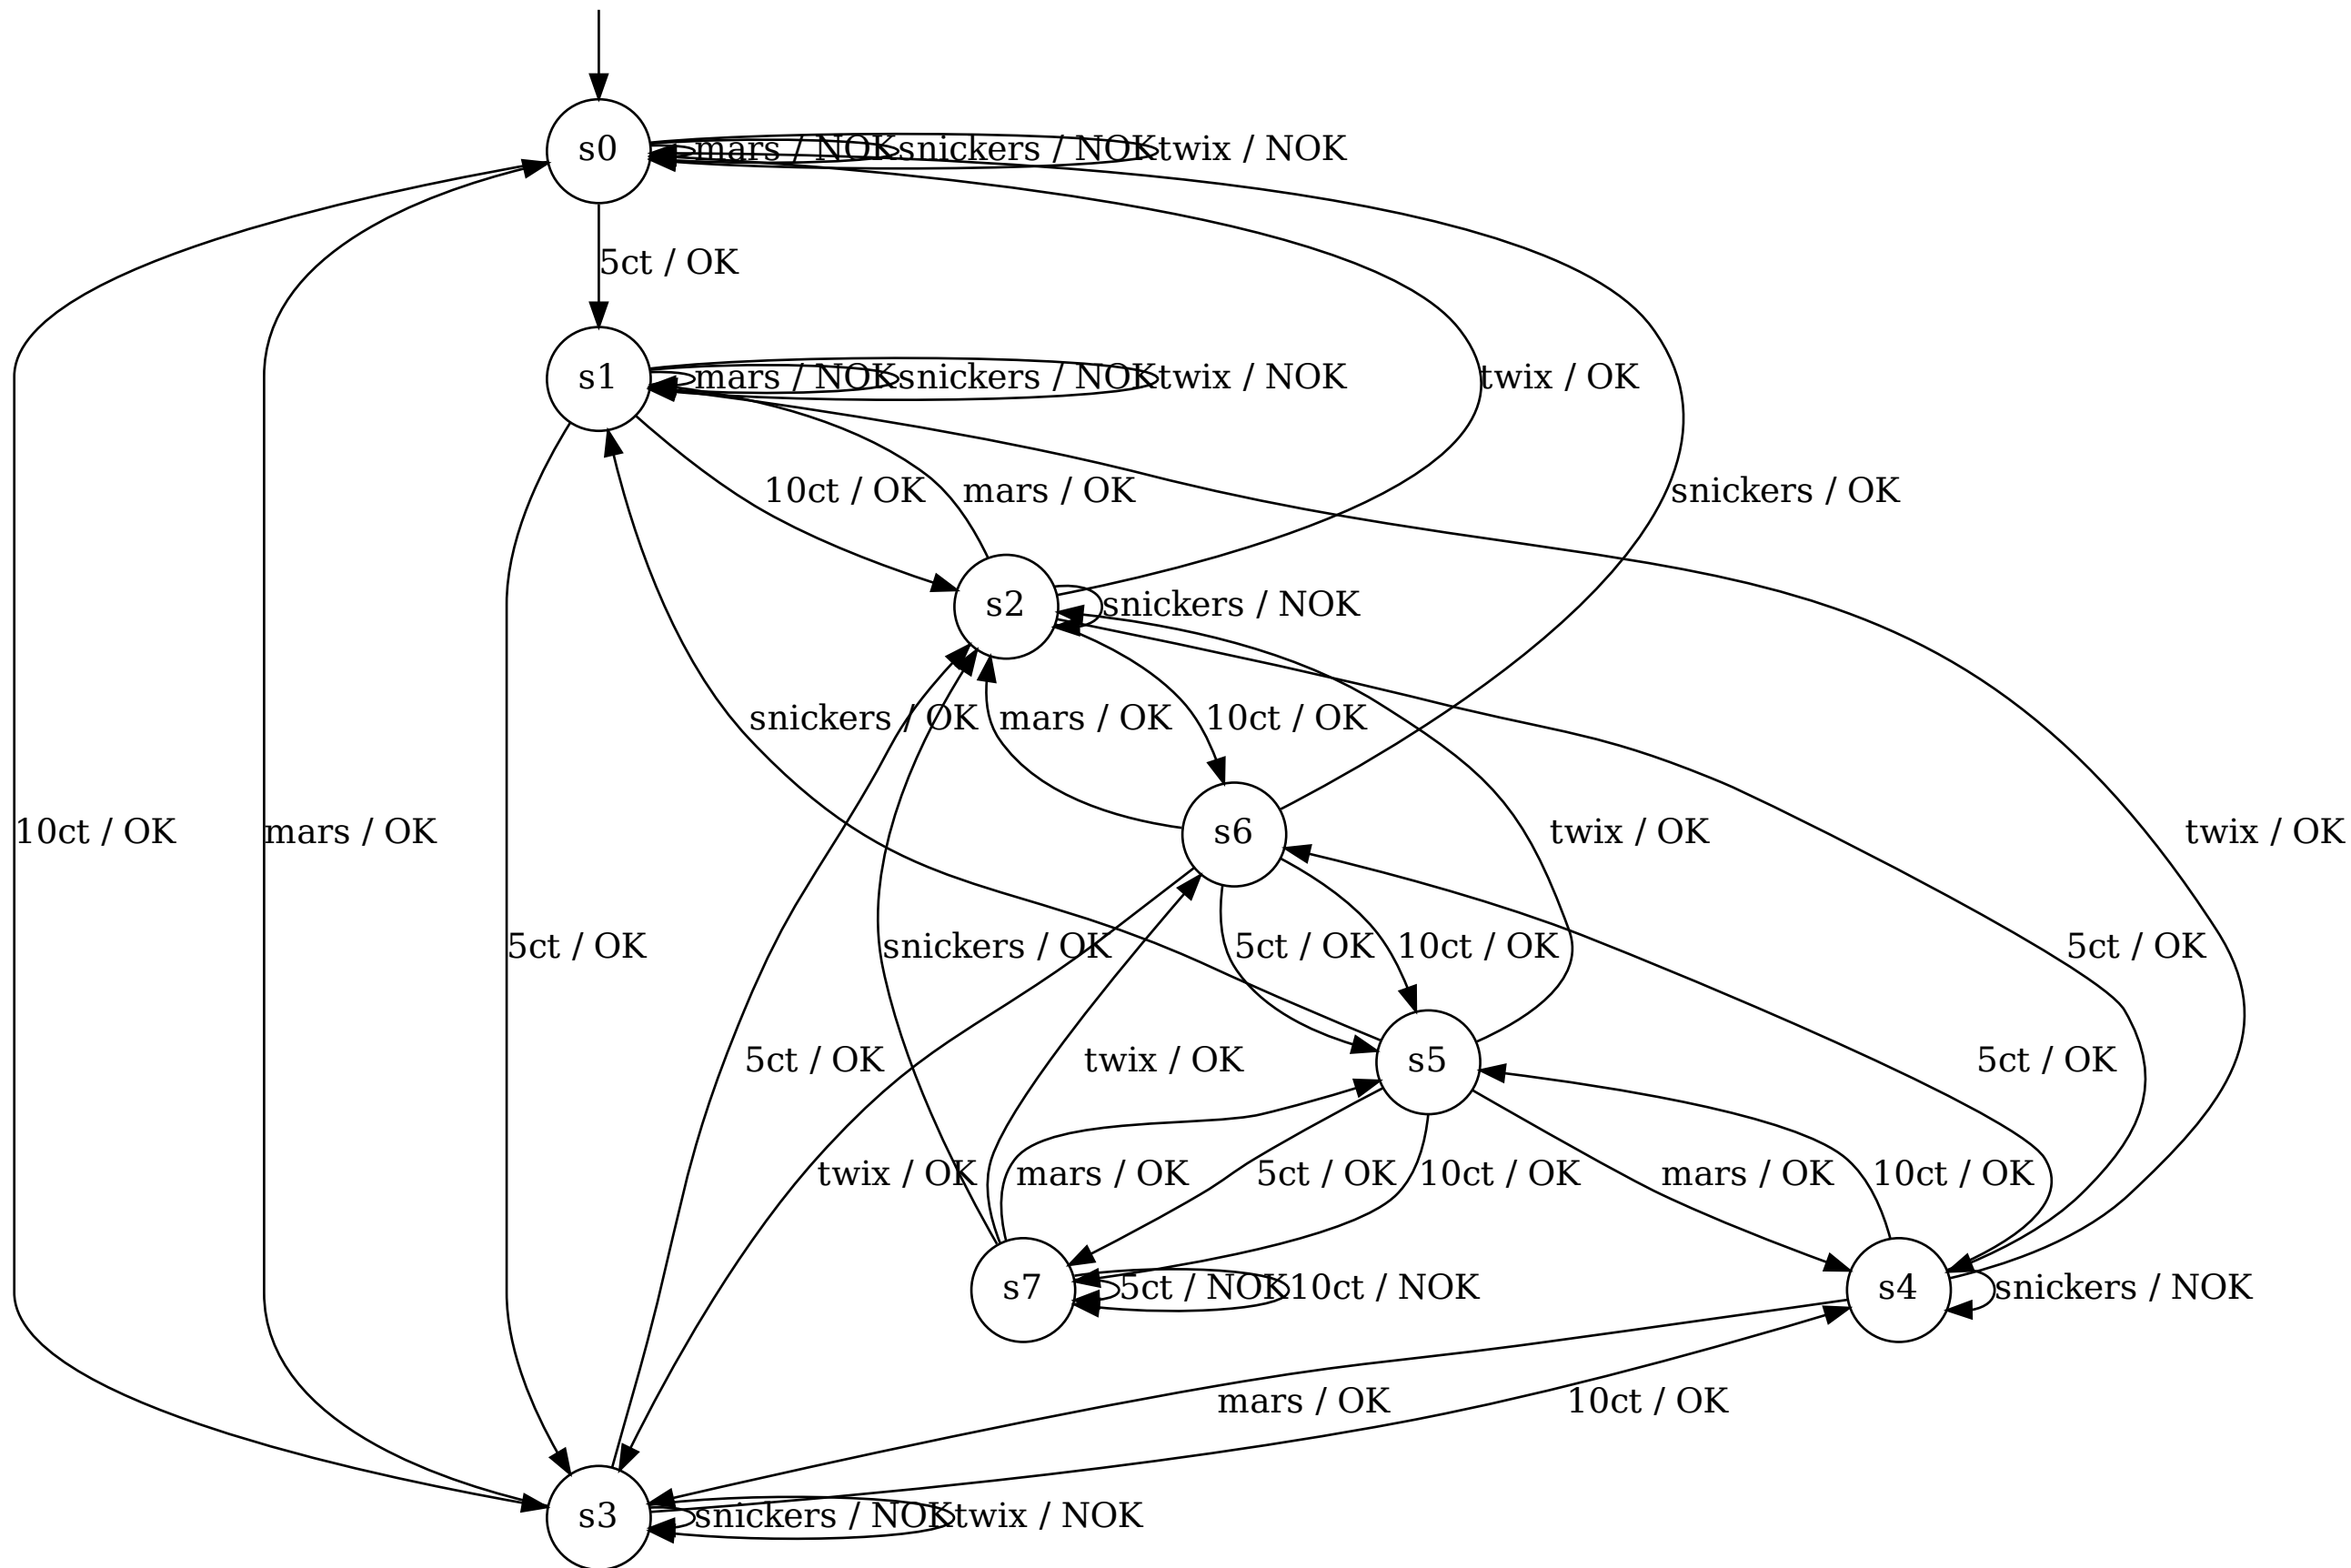 s0
mars / NOK
snickers / NOK
twix / NOK
5ct / OK
s1
mars / NOK
snickers / NOK
twix / NOK
twix / OK
10ct / OK
mars / OK
snickers / OK
s2
snickers / NOK
snickers / OK
mars / OK
10ct / OK
10ct / OK
mars / OK
s6
twix / OK
twix / OK
5ct / OK
snickers / OK
5ct / OK
10ct / OK
5ct / OK
5ct / OK
twix / OK
s5
5ct / OK
twix / OK
mars / OK
5ct / OK
10ct / OK
mars / OK
10ct / OK
s7
5ct / NOK
10ct / NOK
s4
snickers / NOK
mars / OK
10ct / OK
s3
snickers / NOK
twix / NOK